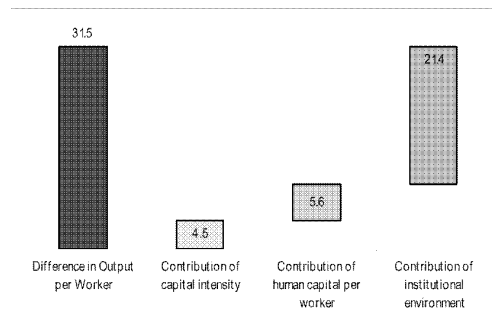 31.5
21.4
5.6
4.5
Difference in Output
per Worker
Contribution of
capital intensity
Contribution of
human capital per
worker
Contribution of
institutional
environment